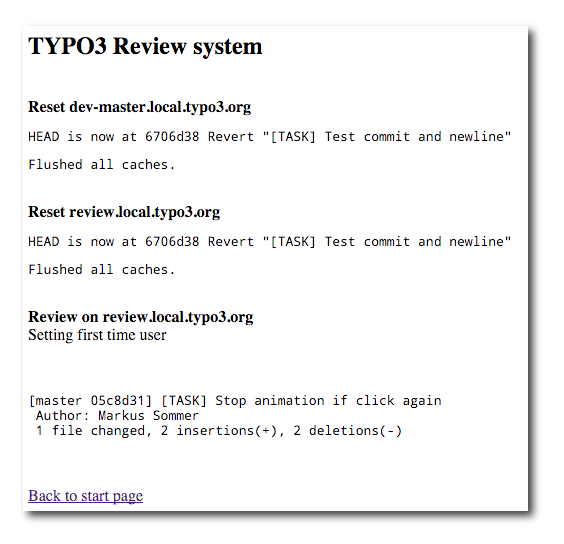 TYPO3 Review system
Reset dev-master.local.typo3.org
HEAD is now at 6706d38 Revert "[TASK] Test commit and newline"
Flushed all caches.
Reset review.local.typo3.org
HEAD is now at 6706d38 Revert "[TASK] Test commit and newline"
Flushed all caches.
Review on review.local.typo3.org
Setting first time user
[master 05c8d31] [TASK] Stop animation if click again
Author: Markus Sommer
1 file changed, 2 insertions(+), 2 deletions(-)
Back to start page